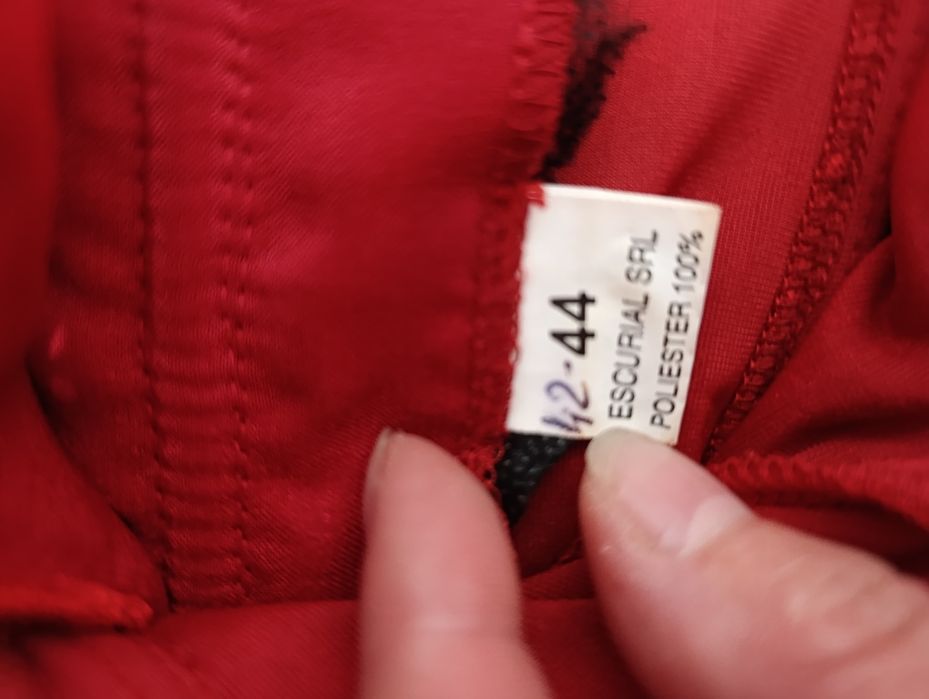 42-44
ESCURIAL SRL
POLIESTER 100%